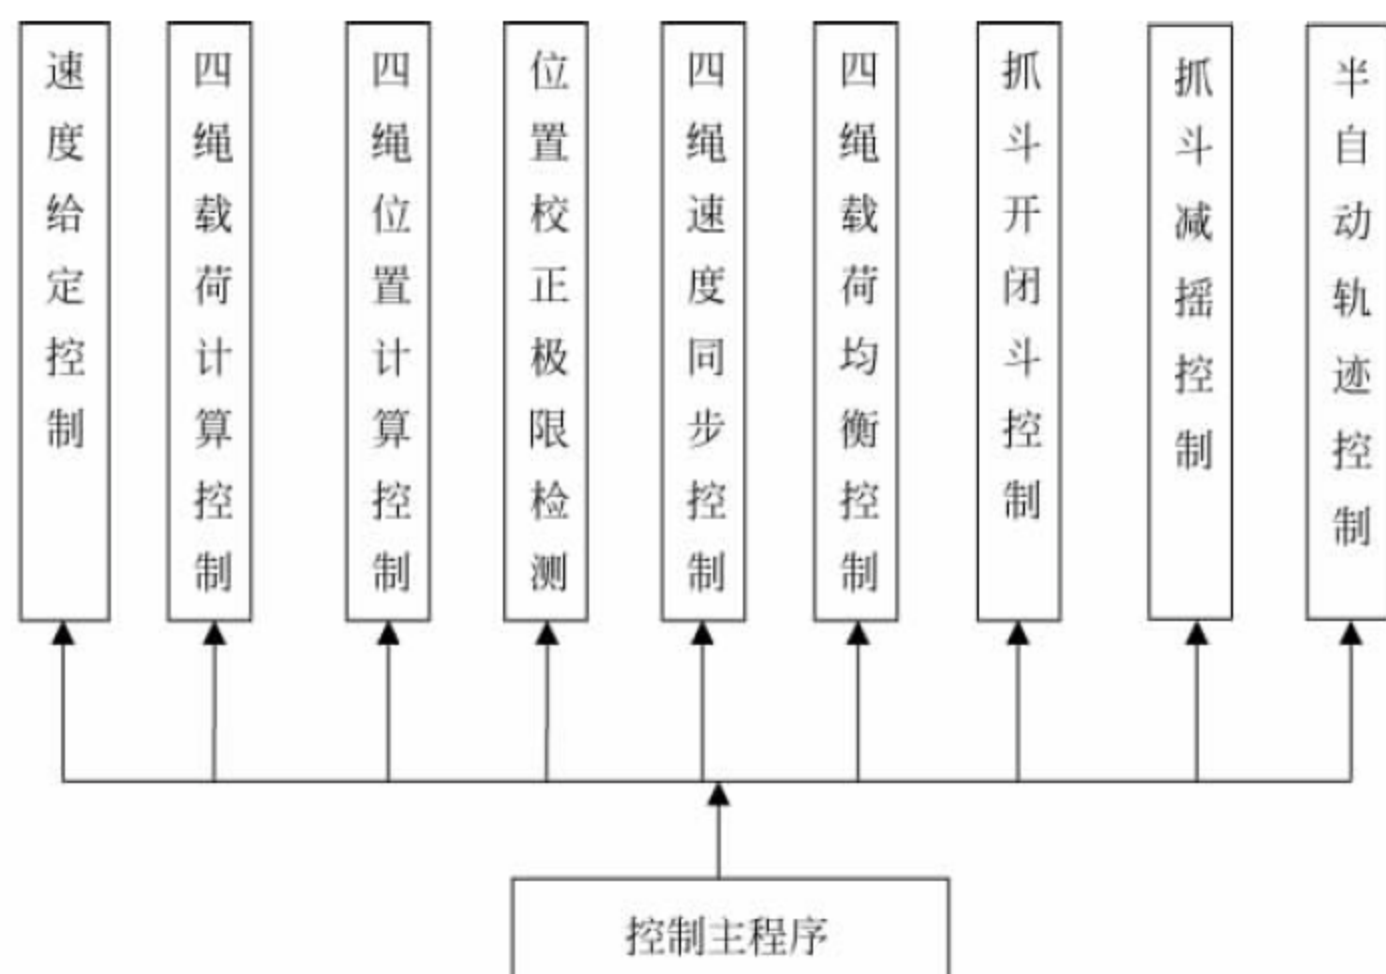 速度给定控制
四绳载荷计算控制
四绳位置计算控制
位置校正极限检测
四绳速度同步控制
四绳载荷均衡控制
抓斗开闭斗控制
抓斗减摇控制
半自动轨迹控制
控制主程序